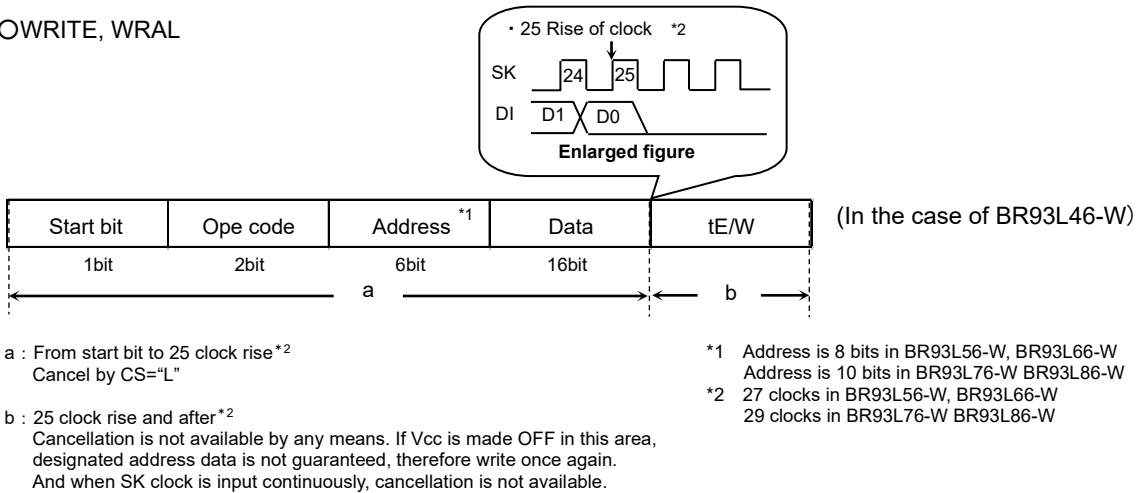 ○WRITE, WRAL
・25 Rise of clock *2
SK 24 25
DI D1 D0
Enlarged figure
Start bit Ope code Address *1 Data tE/W (In the case of BR93L46-W)
1bit 2bit 6bit 16bit
a b
a : From start bit to 25 clock rise*2
Cancel by CS=“L”
b : 25 clock rise and after*2
Cancellation is not available by any means. If Vcc is made OFF in this area,
designated address data is not guaranteed, therefore write once again.
And when SK clock is input continuously, cancellation is not available.
*1 Address is 8 bits in BR93L56-W, BR93L66-W
Address is 10 bits in BR93L76-W BR93L86-W
*2 27 clocks in BR93L56-W, BR93L66-W
29 clocks in BR93L76-W BR93L86-W